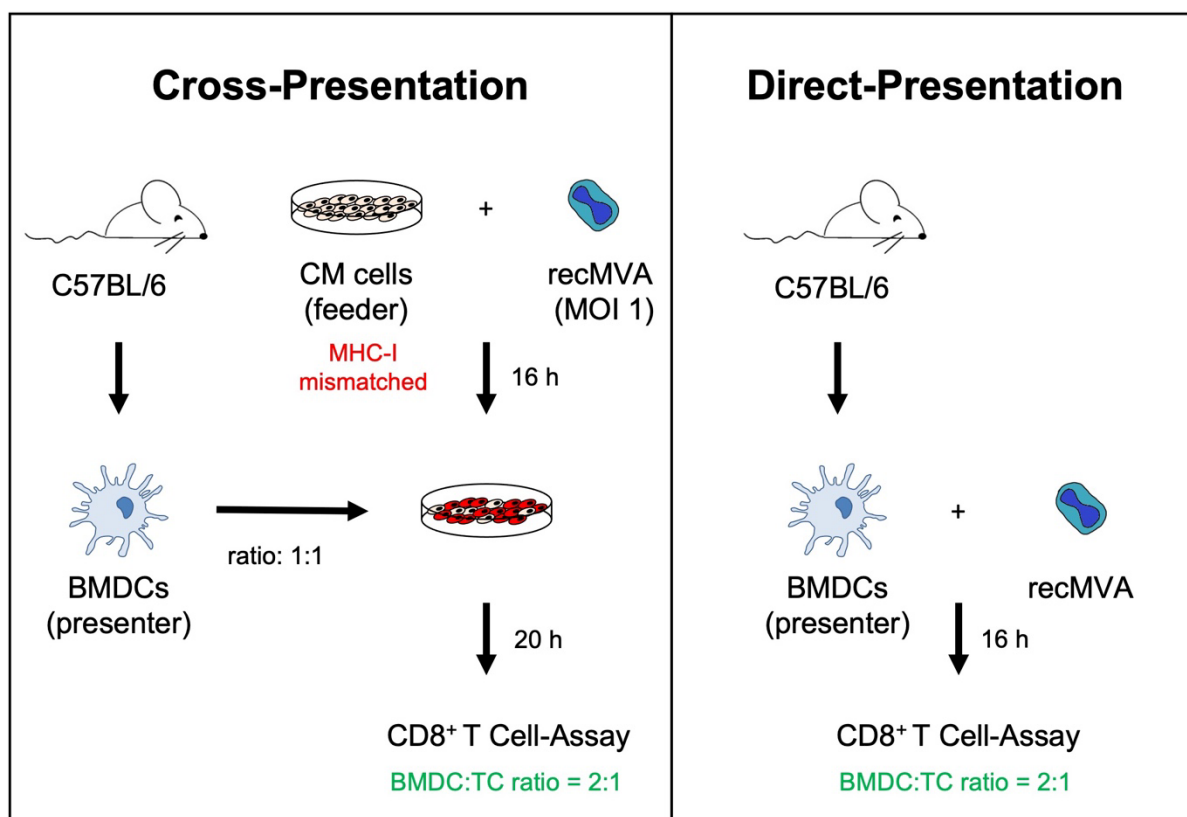 Cross-Presentation
C57BL/6
CM cells
(feeder)
MHC-I
mismatched
+
recMVA
(MOI 1)
16 h
BMDCs
(presenter)
ratio: 1:1
20 h
CD8⁺ T Cell-Assay
BMDC:TC ratio = 2:1
Direct-Presentation
C57BL/6
BMDCs
(presenter)
+
recMVA
16 h
CD8⁺ T Cell-Assay
BMDC:TC ratio = 2:1